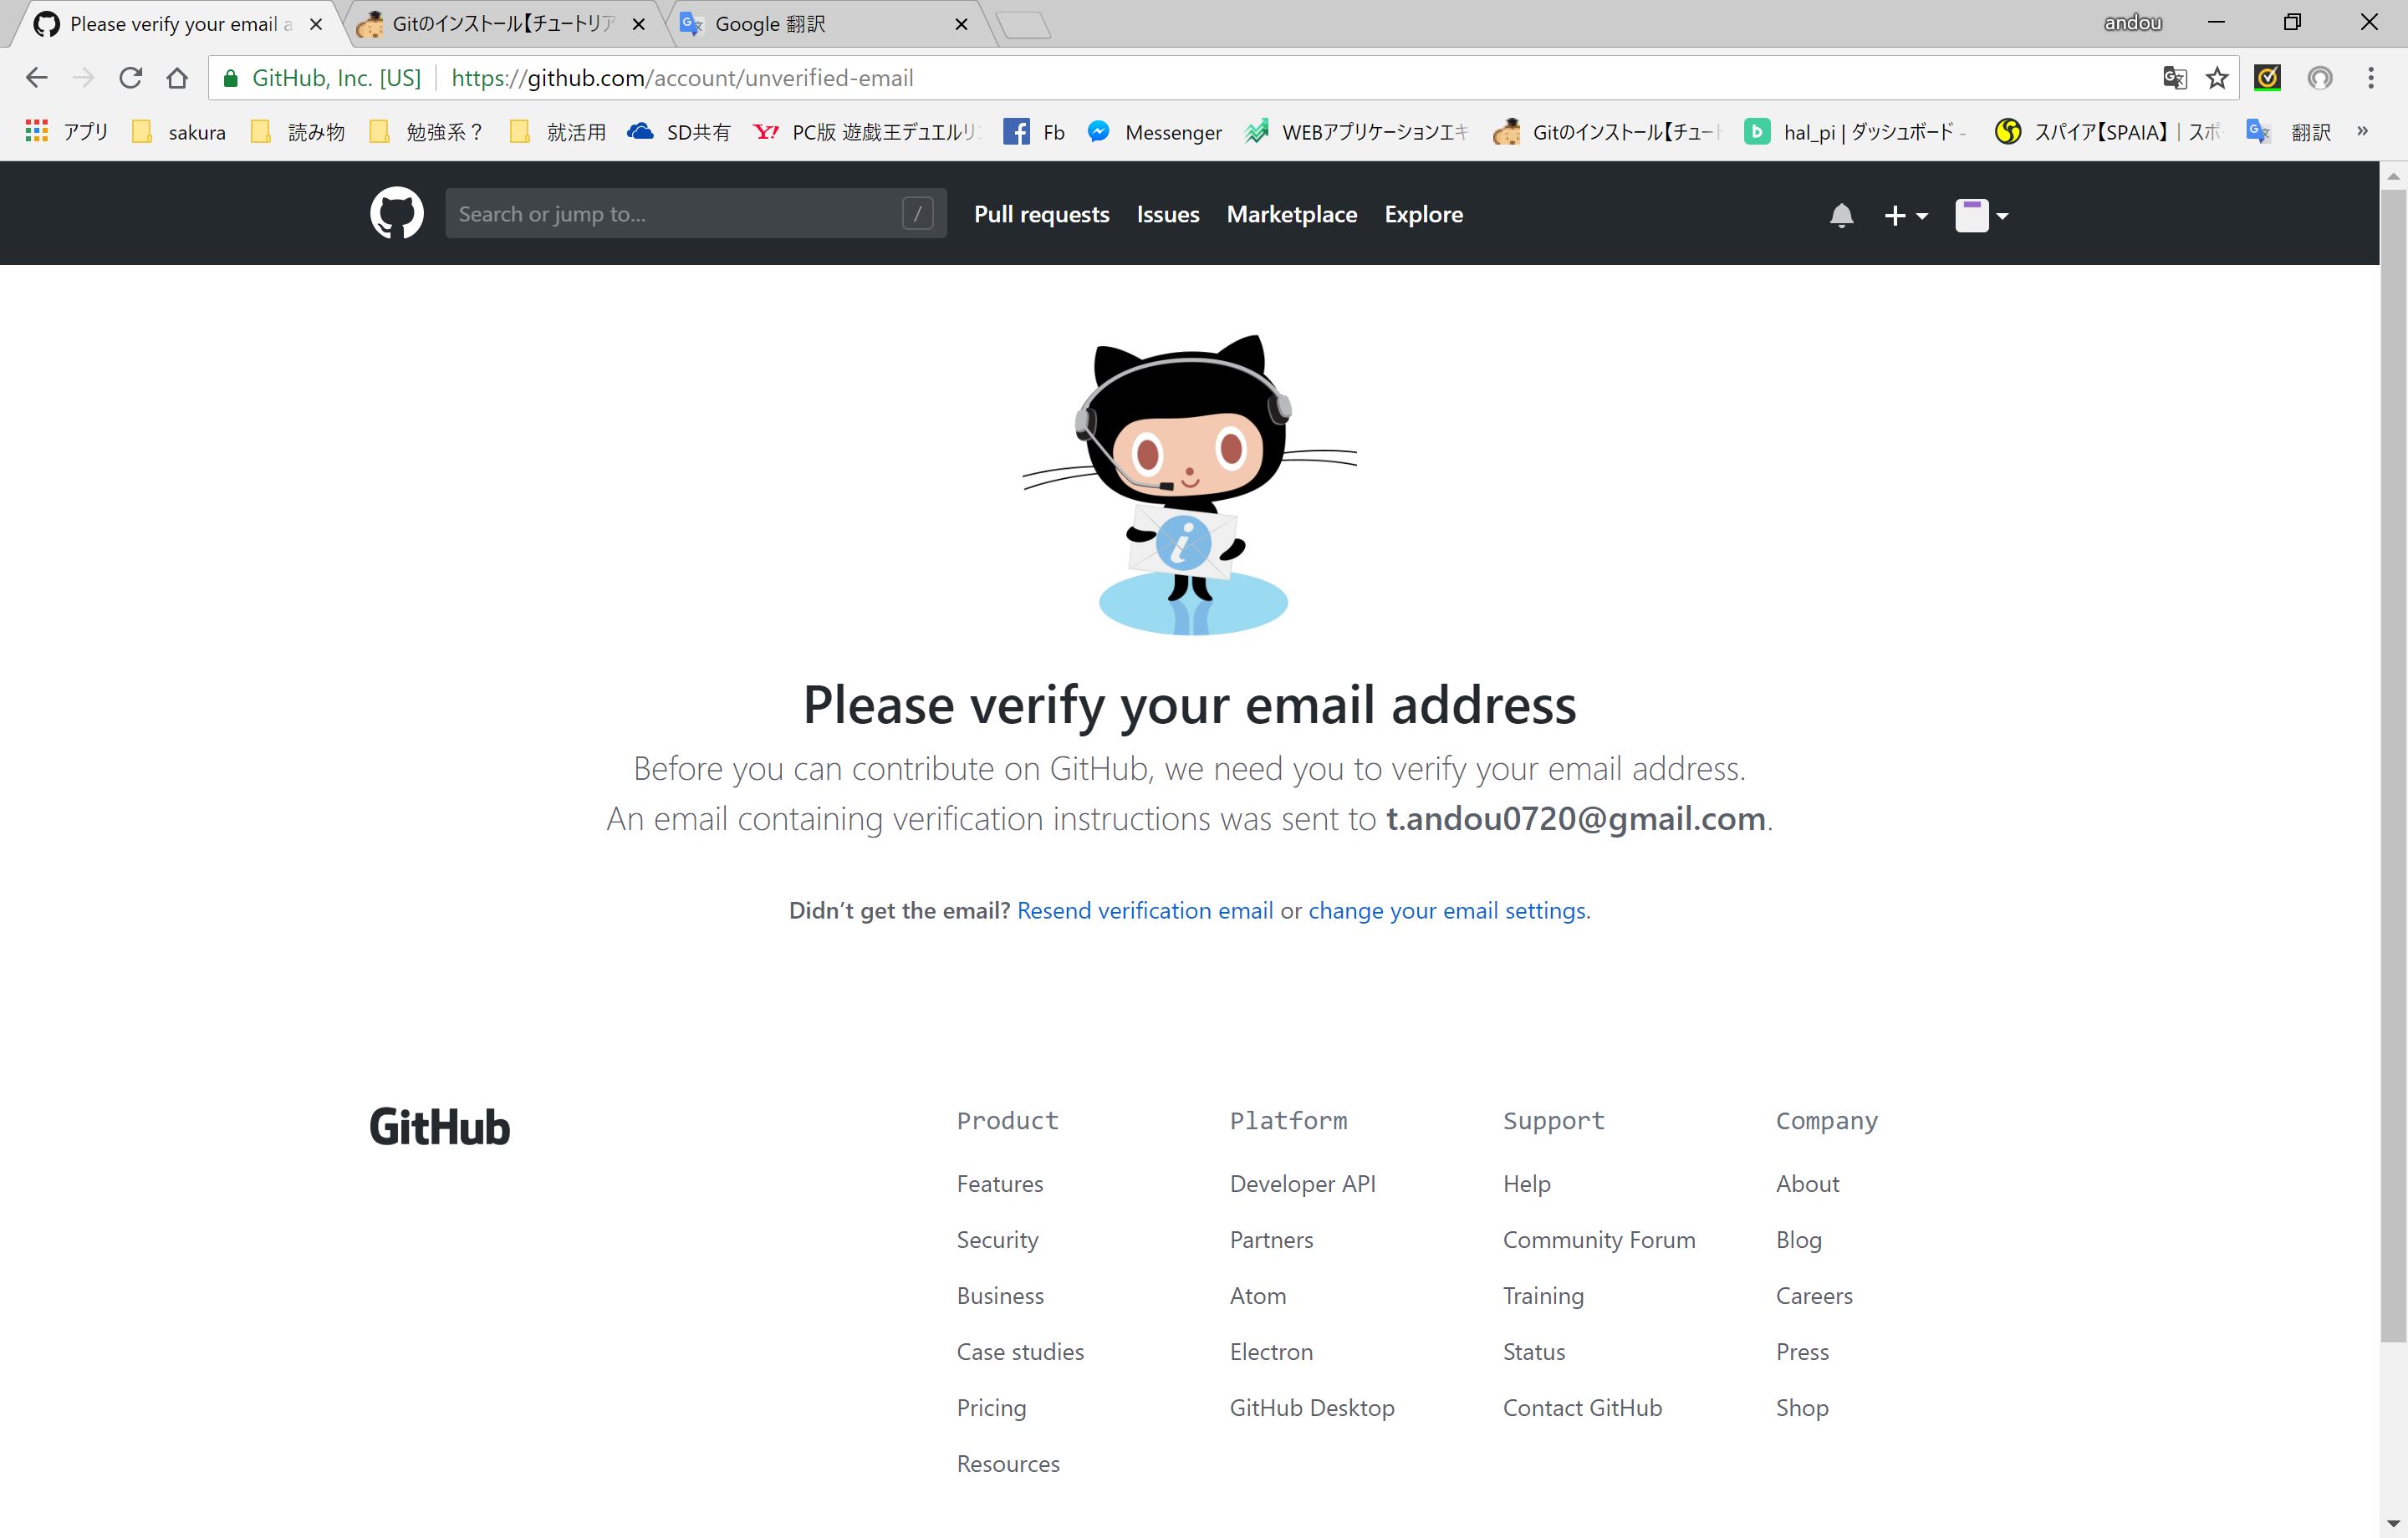 Please verify your email a
Gitのインストール【チュートリア
Google 翻訳
andou
GitHub, Inc. [US]
https://github.com/account/unverified-email
アプリ
sakura
読み物
勉強系？
就活用
SD共有
PC版 遊戯王デュエルリン
Fb
Messenger
WEBアプリケーションエキ
Gitのインストール【チュート
hal_pi | ダッシュボード -
スパイア【SPAIA】 | スポ
翻訳
»
Search or jump to...
/
Pull requests
Issues
Marketplace
Explore
Please verify your email address
Before you can contribute on GitHub, we need you to verify your email address.
An email containing verification instructions was sent to t.andou0720@gmail.com.
Didn’t get the email? Resend verification email or change your email settings.
GitHub
Product
Features
Security
Business
Case studies
Pricing
Resources
Platform
Developer API
Partners
Atom
Electron
GitHub Desktop
Support
Help
Community Forum
Training
Status
Contact GitHub
Company
About
Blog
Careers
Press
Shop